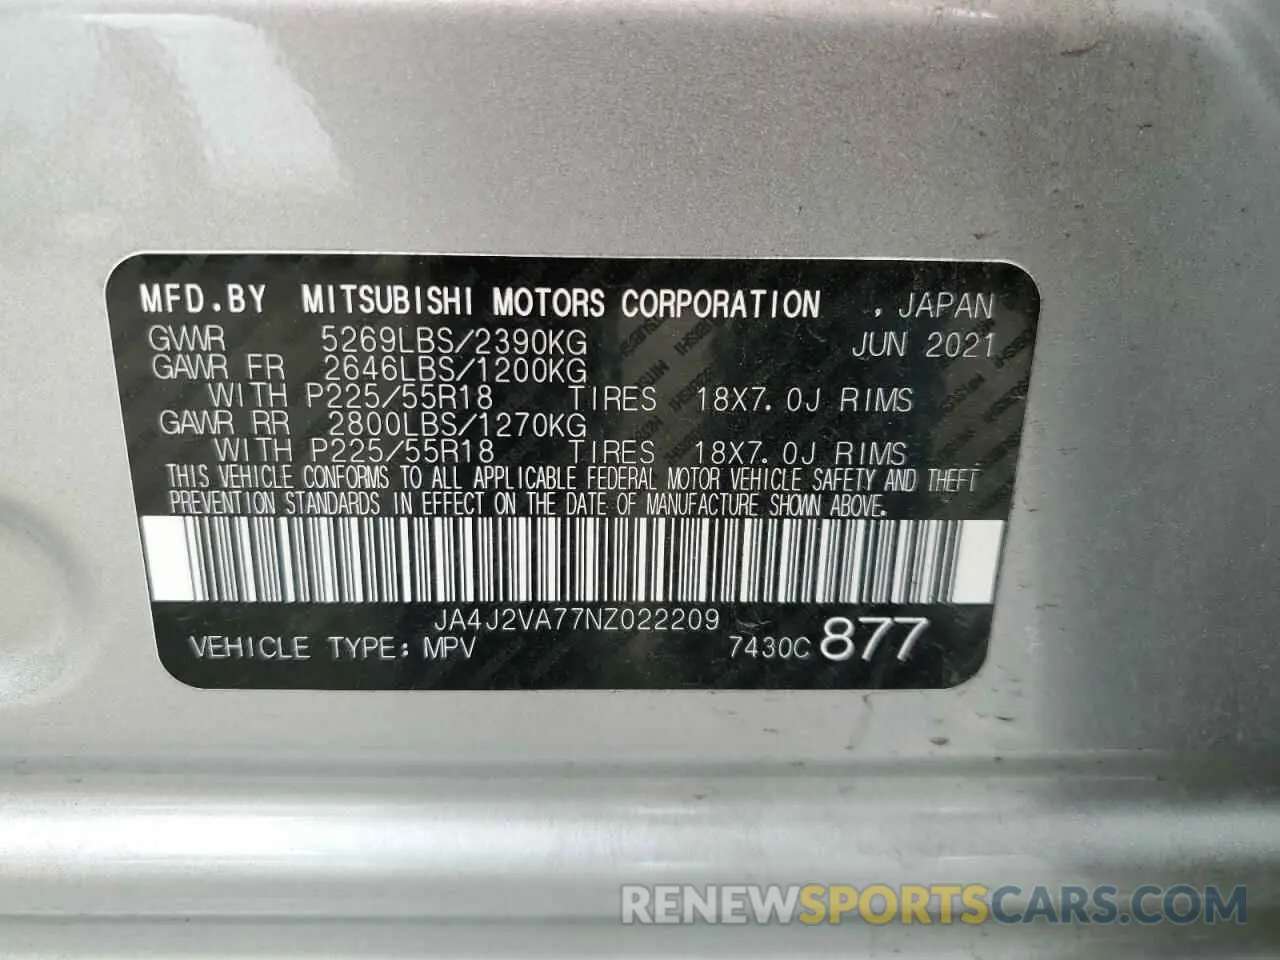 MFD.BY MITSUBISHI MOTORS CORPORATION , JAPAN
GVWR 5269LBS/2390KG JUN 2021
GAWR FR 2646LBS/1200KG
WITH P225/55R18 TIRES 18X7.0J RIMS
GAWR RR 2800LBS/1270KG
WITH P225/55R18 TIRES 18X7.0J RIMS
THIS VEHICLE CONFORMS TO ALL APPLICABLE FEDERAL MOTOR VEHICLE SAFETY AND THEFT
PREVENTION STANDARDS IN EFFECT ON THE DATE OF MANUFACTURE SHOWN ABOVE.
JA4J2VA77NZ022209
VEHICLE TYPE: MPV 7430C 877
RENEWSPORTSCARS.COM